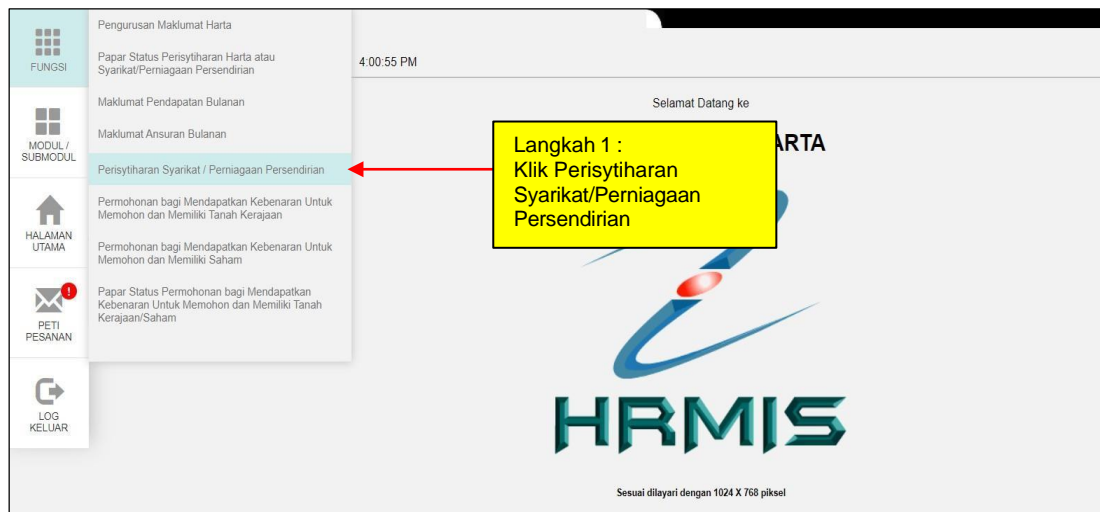 FUNGSI
MODUL /
SUBMODUL
HALAMAN
UTAMA
!
PETI
PESANAN
LOG
KELUAR
Pengurusan Maklumat Harta
Papar Status Perisytiharan Harta atau
Syarikat/Perniagaan Persendirian
Maklumat Pendapatan Bulanan
Maklumat Ansuran Bulanan
Perisytiharan Syarikat / Perniagaan Persendirian
Permohonan bagi Mendapatkan Kebenaran Untuk
Memohon dan Memiliki Tanah Kerajaan
Permohonan bagi Mendapatkan Kebenaran Untuk
Memohon dan Memiliki Saham
Papar Status Permohonan bagi Mendapatkan
Kebenaran Untuk Memohon dan Memiliki Tanah
Kerajaan/Saham
4:00:55 PM
Selamat Datang ke
ARTA
Langkah 1 :
Klik Perisytiharan
Syarikat/Perniagaan
Persendirian
HRMIS
Sesuai dilayari dengan 1024 X 768 piksel